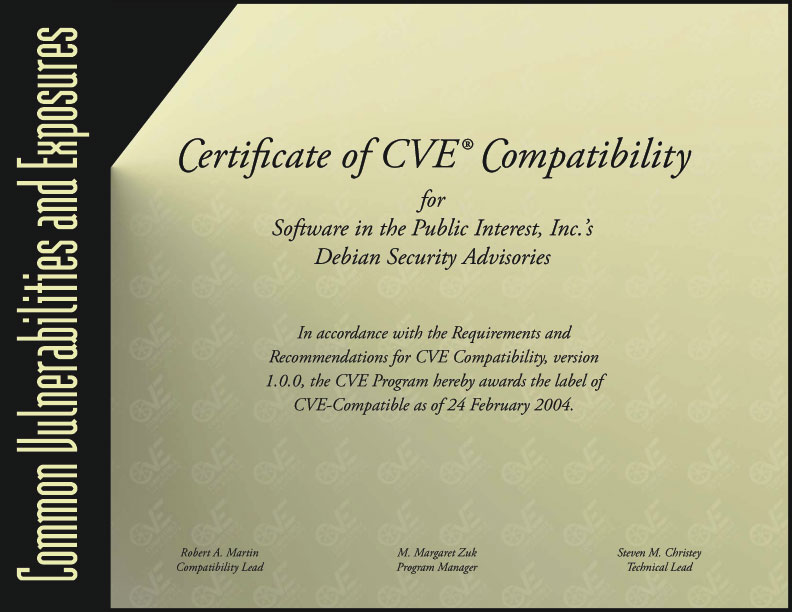 Common Vulnerabilities and Exposures
Certificate of CVE® Compatibility
for
Software in the Public Interest, Inc.'s
Debian Security Advisories
In accordance with the Requirements and
Recommendations for CVE Compatibility, version
1.0.0, the CVE Program hereby awards the label of
CVE-Compatible as of 24 February 2004.
Robert A. Martin
Compatibility Lead
M. Margaret Zuk
Program Manager
Steven M. Christey
Technical Lead